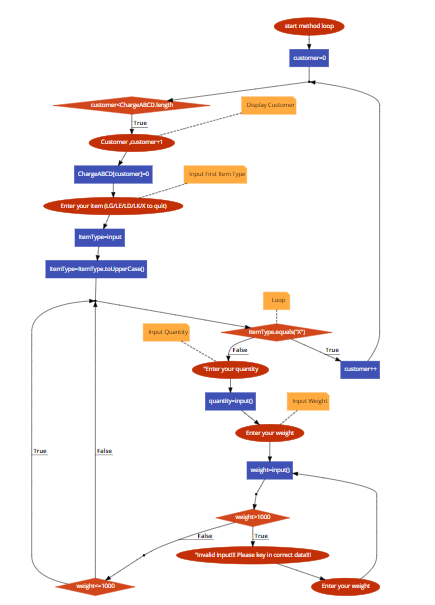 start method loop
customer=0
customer<ChargeABCD.length
Display Customer
True
Customer ,customer+1
ChargeABCD[customer]=0
Input First Item Type
Enter your item (LG/LE/LD/LK/X to quit)
ItemType=input
ItemType=ItemType.toUpperCase()
Loop
Input Quantity
ItemType.equals("X")
False
True
"Enter your quantity
customer++
quantity=input()
Input Weight
Enter your weight
True
False
weight=input()
weight>1000
False
True
"Invalid Input!! Please key in correct data!!!
weight<=1000
Enter your weight